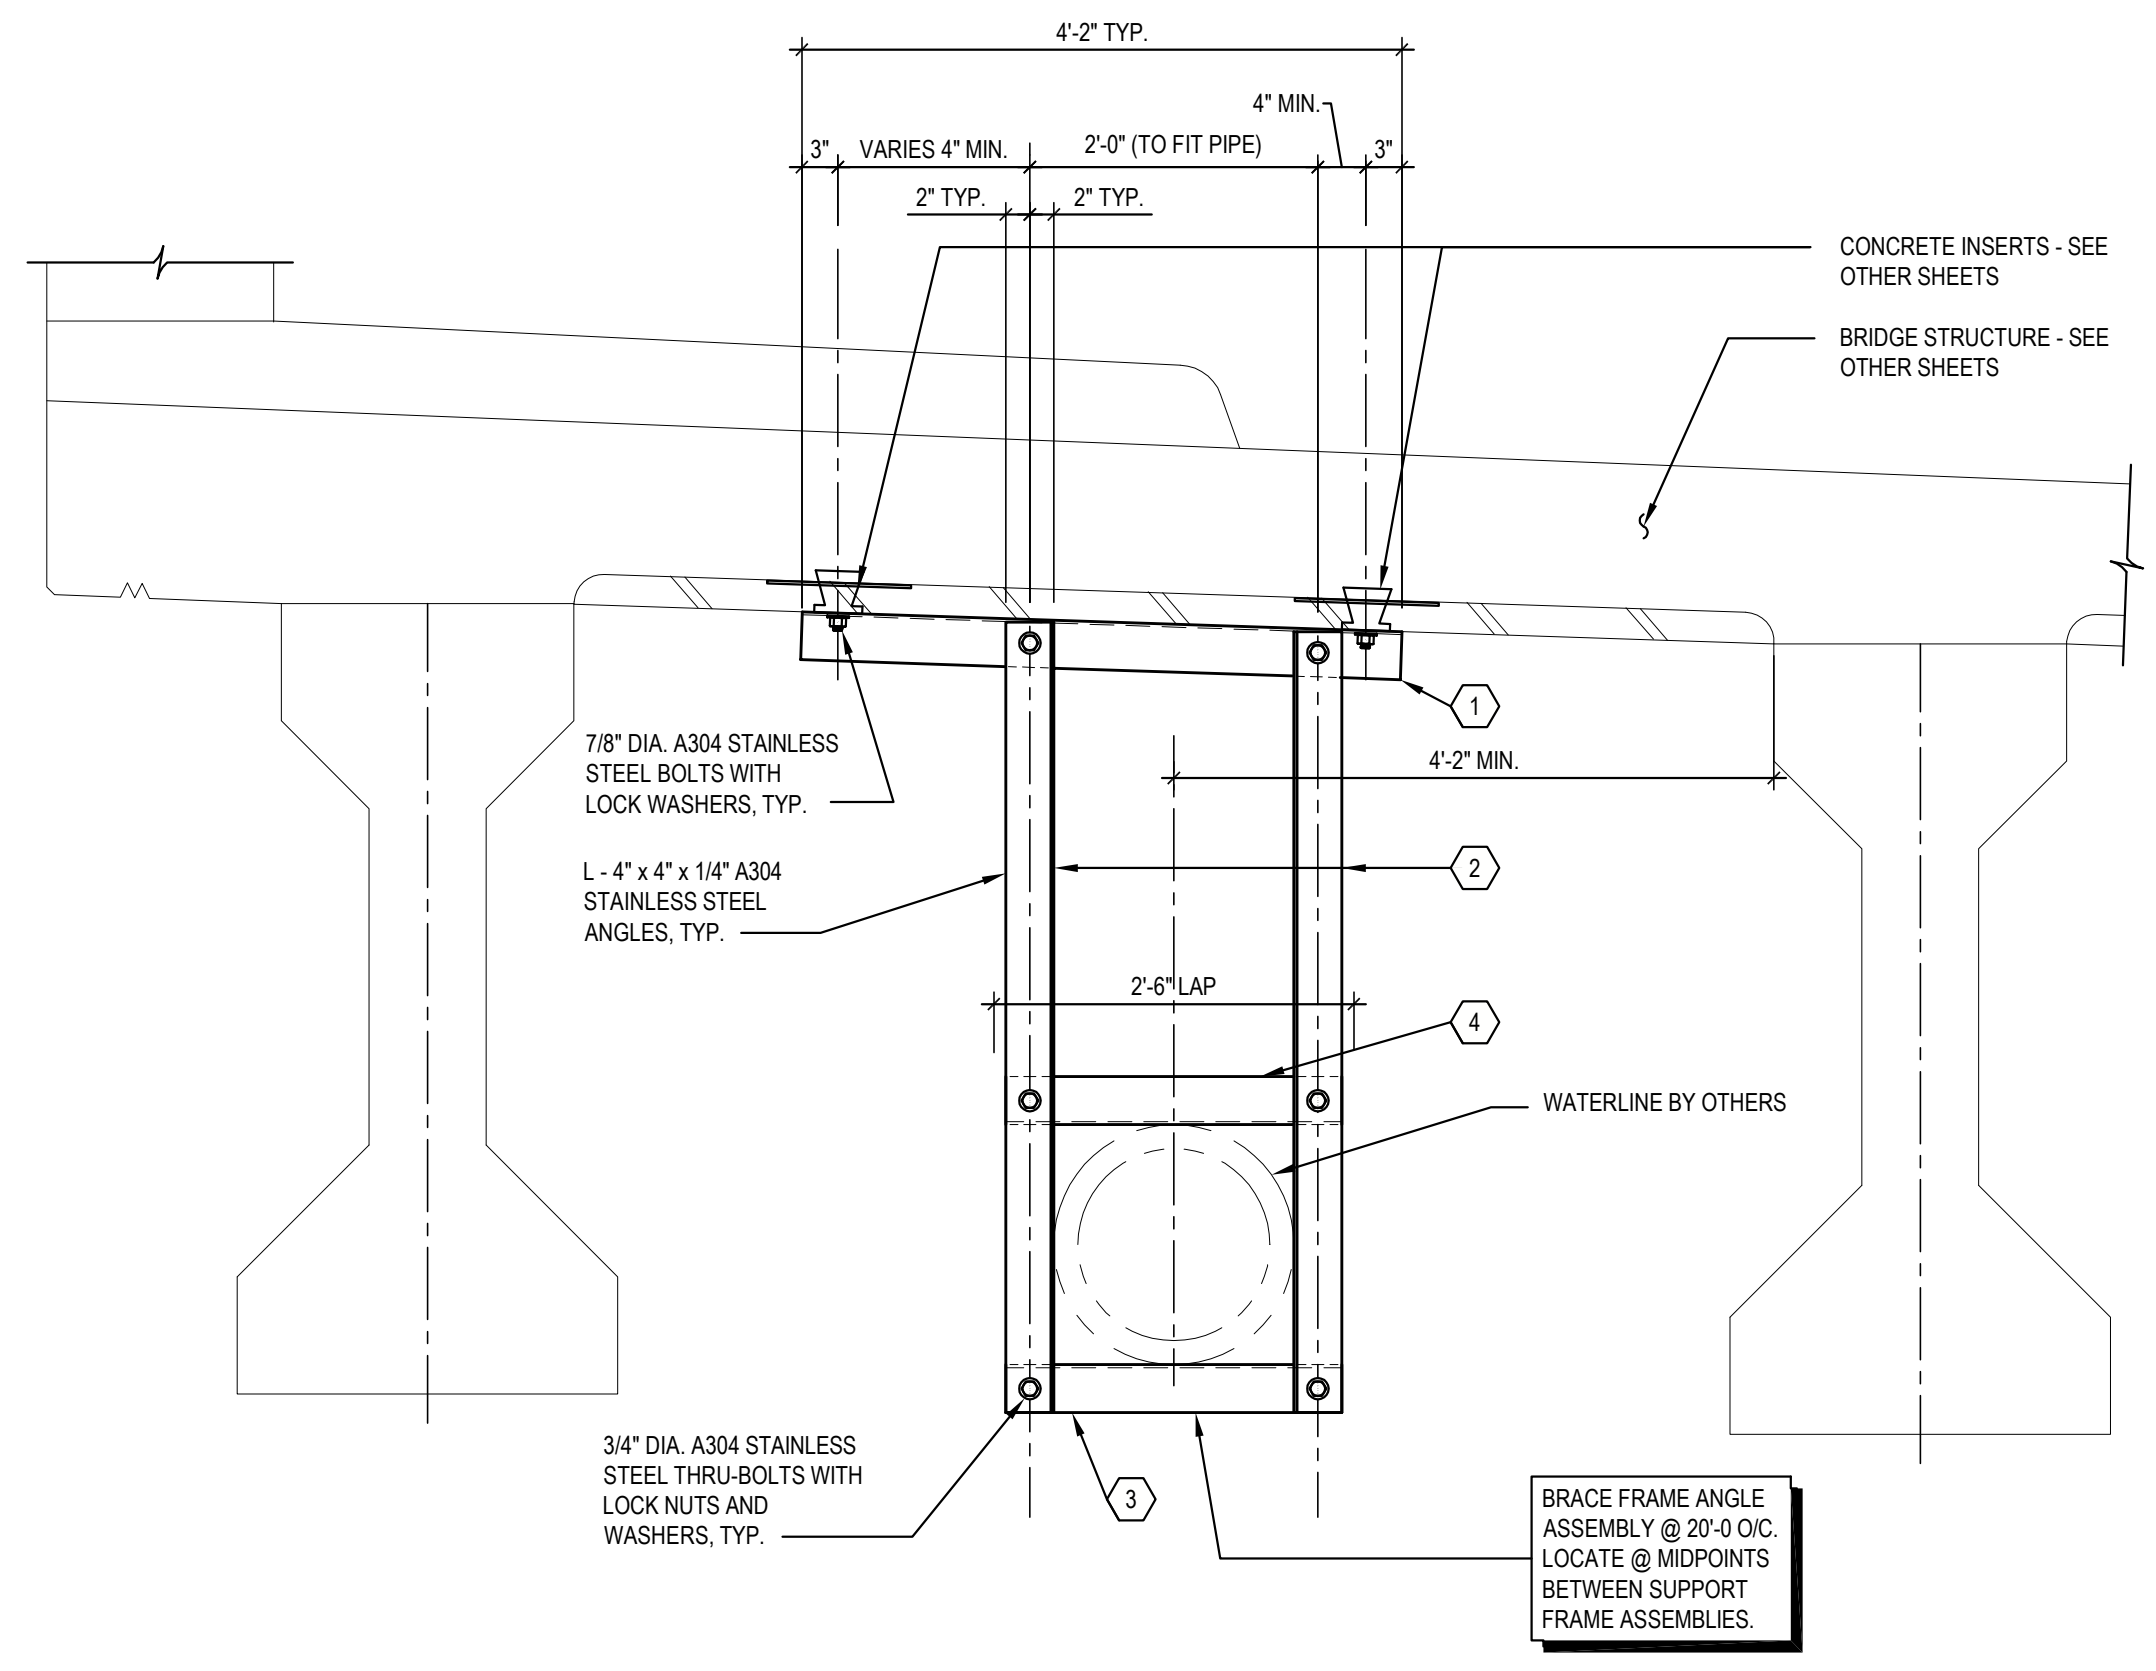 4'-2" TYP.
4" MIN.
3"
VARIES 4" MIN.
2'-0" (TO FIT PIPE)
3"
2" TYP.
2" TYP.
CONCRETE INSERTS - SEE
OTHER SHEETS
BRIDGE STRUCTURE - SEE
OTHER SHEETS
1
7/8" DIA. A304 STAINLESS
STEEL BOLTS WITH
LOCK WASHERS, TYP.
4'-2" MIN.
L - 4" x 4" x 1/4" A304
STAINLESS STEEL
ANGLES, TYP.
2
2'-6" LAP
4
WATERLINE BY OTHERS
3/4" DIA. A304 STAINLESS
STEEL THRU-BOLTS WITH
LOCK NUTS AND
WASHERS, TYP.
3
BRACE FRAME ANGLE
ASSEMBLY @ 20'-0 O/C.
LOCATE @ MIDPOINTS
BETWEEN SUPPORT
FRAME ASSEMBLIES.